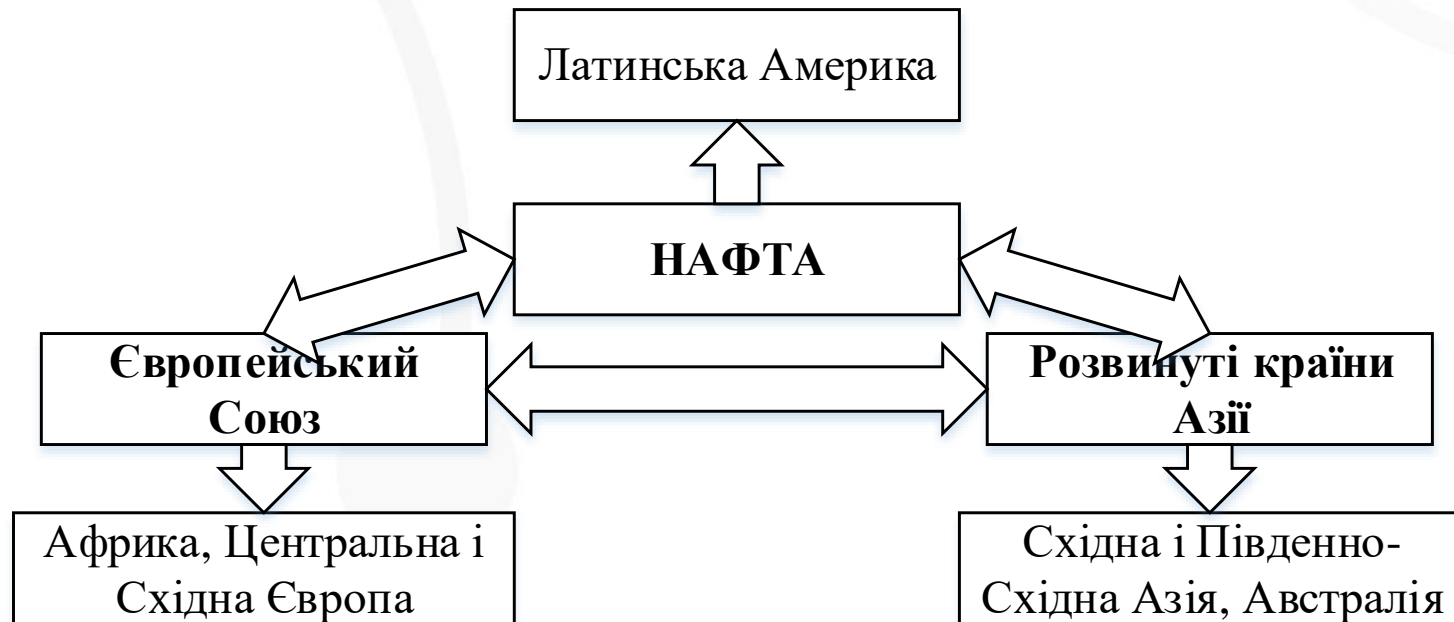 Латинська Америка
НАФТА
Європейський
Союз
Розвинуті країни
Азії
Африка, Центральна і
Східна Європа
Східна і Південно-
Східна Азія, Австралія